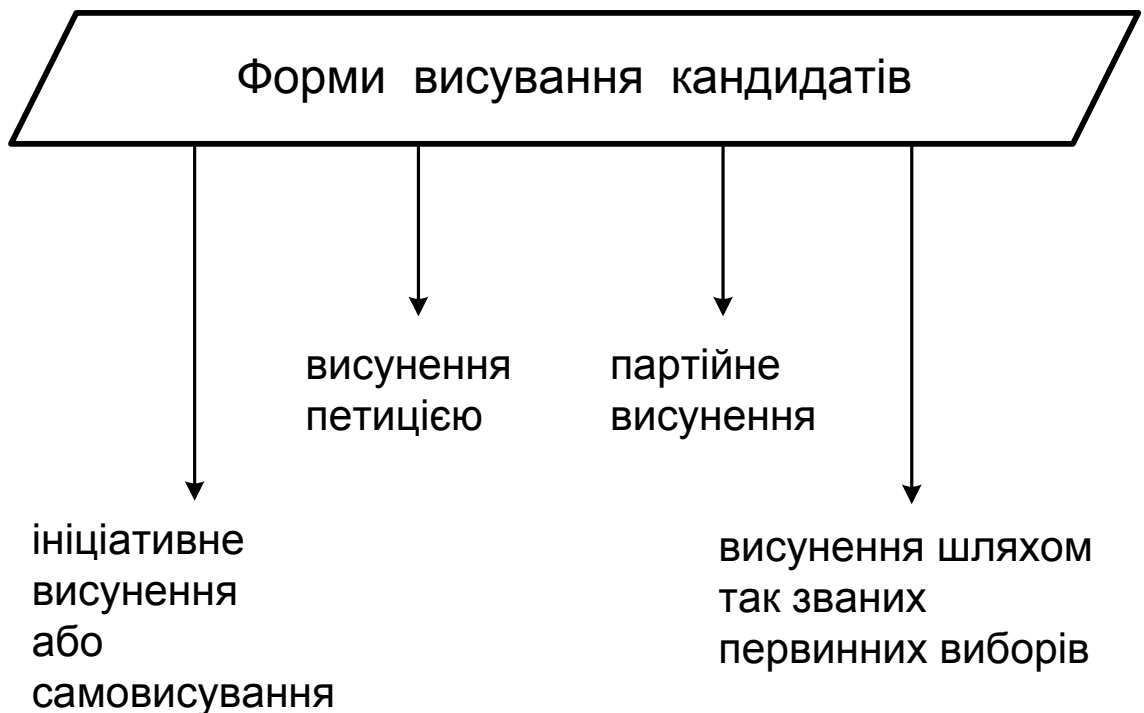 Форми висування кандидатів
висунення
петицією
партійне
висунення
ініціативне
висунення
або
самовисування
висунення шляхом
так званих
первинних виборів